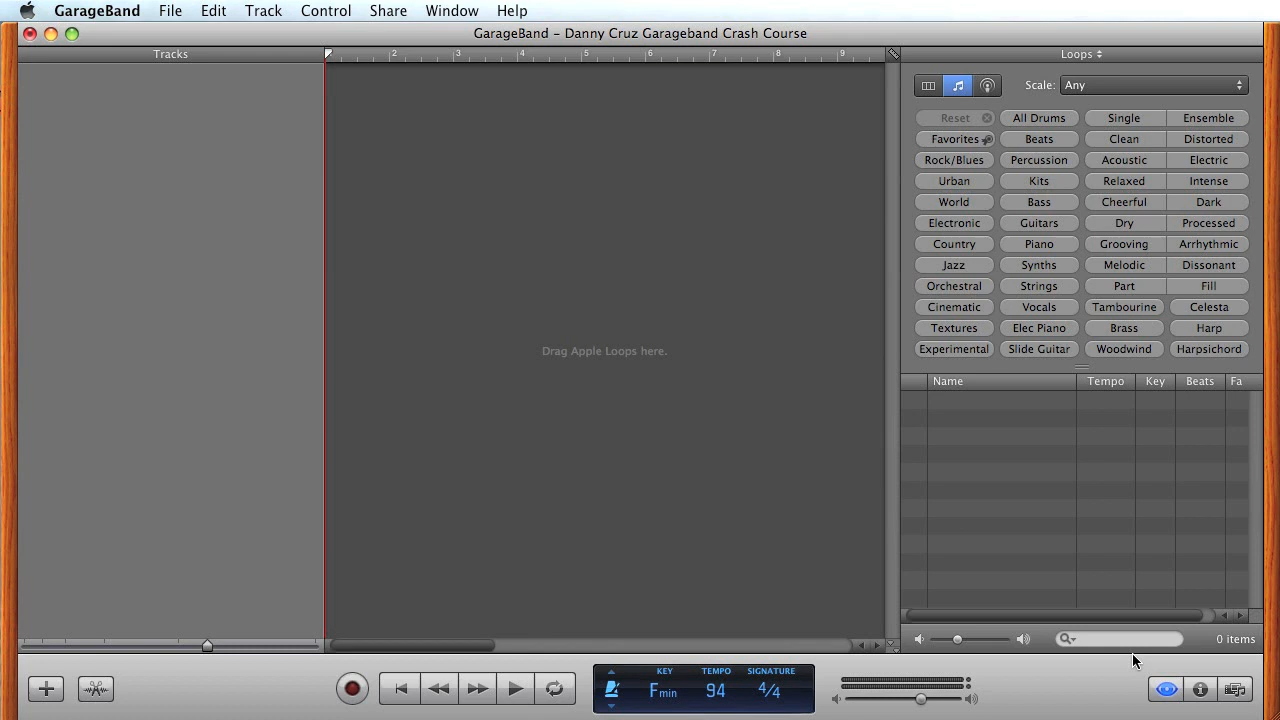 GarageBand File Edit Track Control Share Window Help
GarageBand – Danny Cruz Garageband Crash Course
Tracks 2 3 4 5 6 7 8 9 Loops
Scale: Any
Reset All Drums Single Ensemble
Favorites Beats Clean Distorted
Rock/Blues Percussion Acoustic Electric
Urban Kits Relaxed Intense
World Bass Cheerful Dark
Electronic Guitars Dry Processed
Country Piano Grooving Arrhythmic
Jazz Synths Melodic Dissonant
Orchestral Strings Part Fill
Cinematic Vocals Tambourine Celesta
Textures Elec Piano Brass Harp
Experimental Slide Guitar Woodwind Harpsichord
Drag Apple Loops here.
Name Tempo Key Beats Fa
0 items
KEY TEMPO SIGNATURE
Fmin 94 4/4